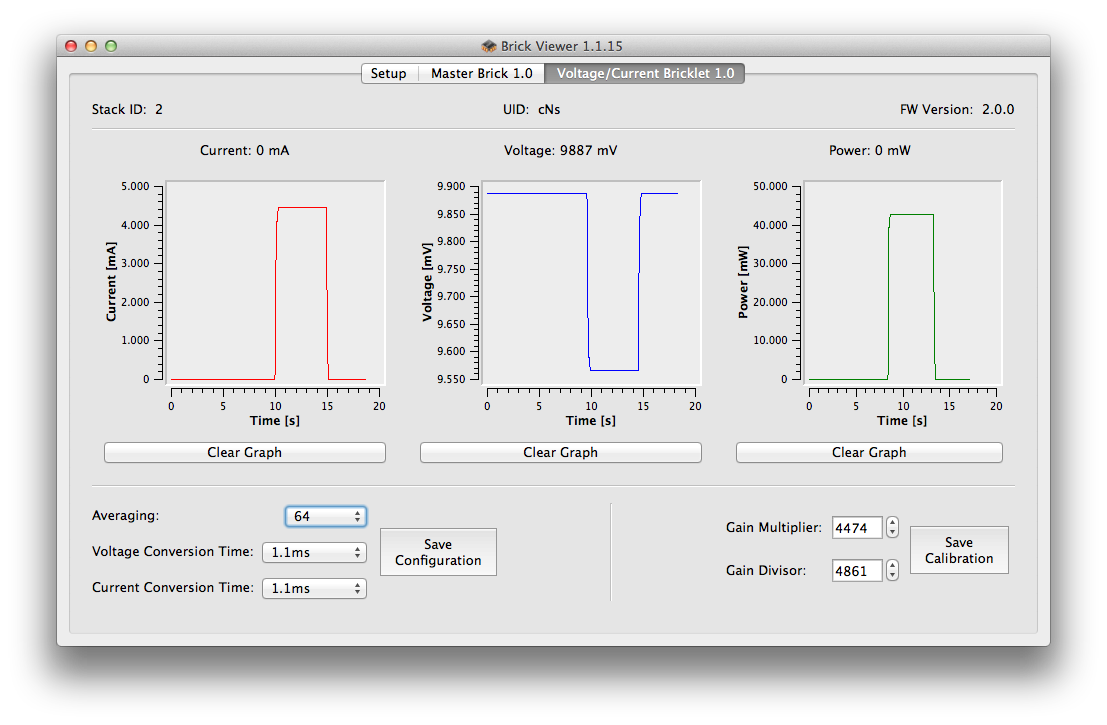 Brick Viewer 1.1.15
Setup Master Brick 1.0 Voltage/Current Bricklet 1.0
Stack ID: 2 UID: cNs FW Version: 2.0.0
Current: 0 mA Voltage: 9887 mV Power: 0 mW
Current [mA]
5.000
4.000
3.000
2.000
1.000
0
0 5 10 15 20
Time [s]
Clear Graph
Voltage [mV]
9.900
9.850
9.800
9.750
9.700
9.650
9.600
9.550
0 5 10 15 20
Time [s]
Clear Graph
Power [mW]
50.000
40.000
30.000
20.000
10.000
0
0 5 10 15 20
Time [s]
Clear Graph
Averaging: 64
Voltage Conversion Time: 1.1ms
Current Conversion Time: 1.1ms
Save
Configuration
Gain Multiplier: 4474
Gain Divisor: 4861
Save
Calibration